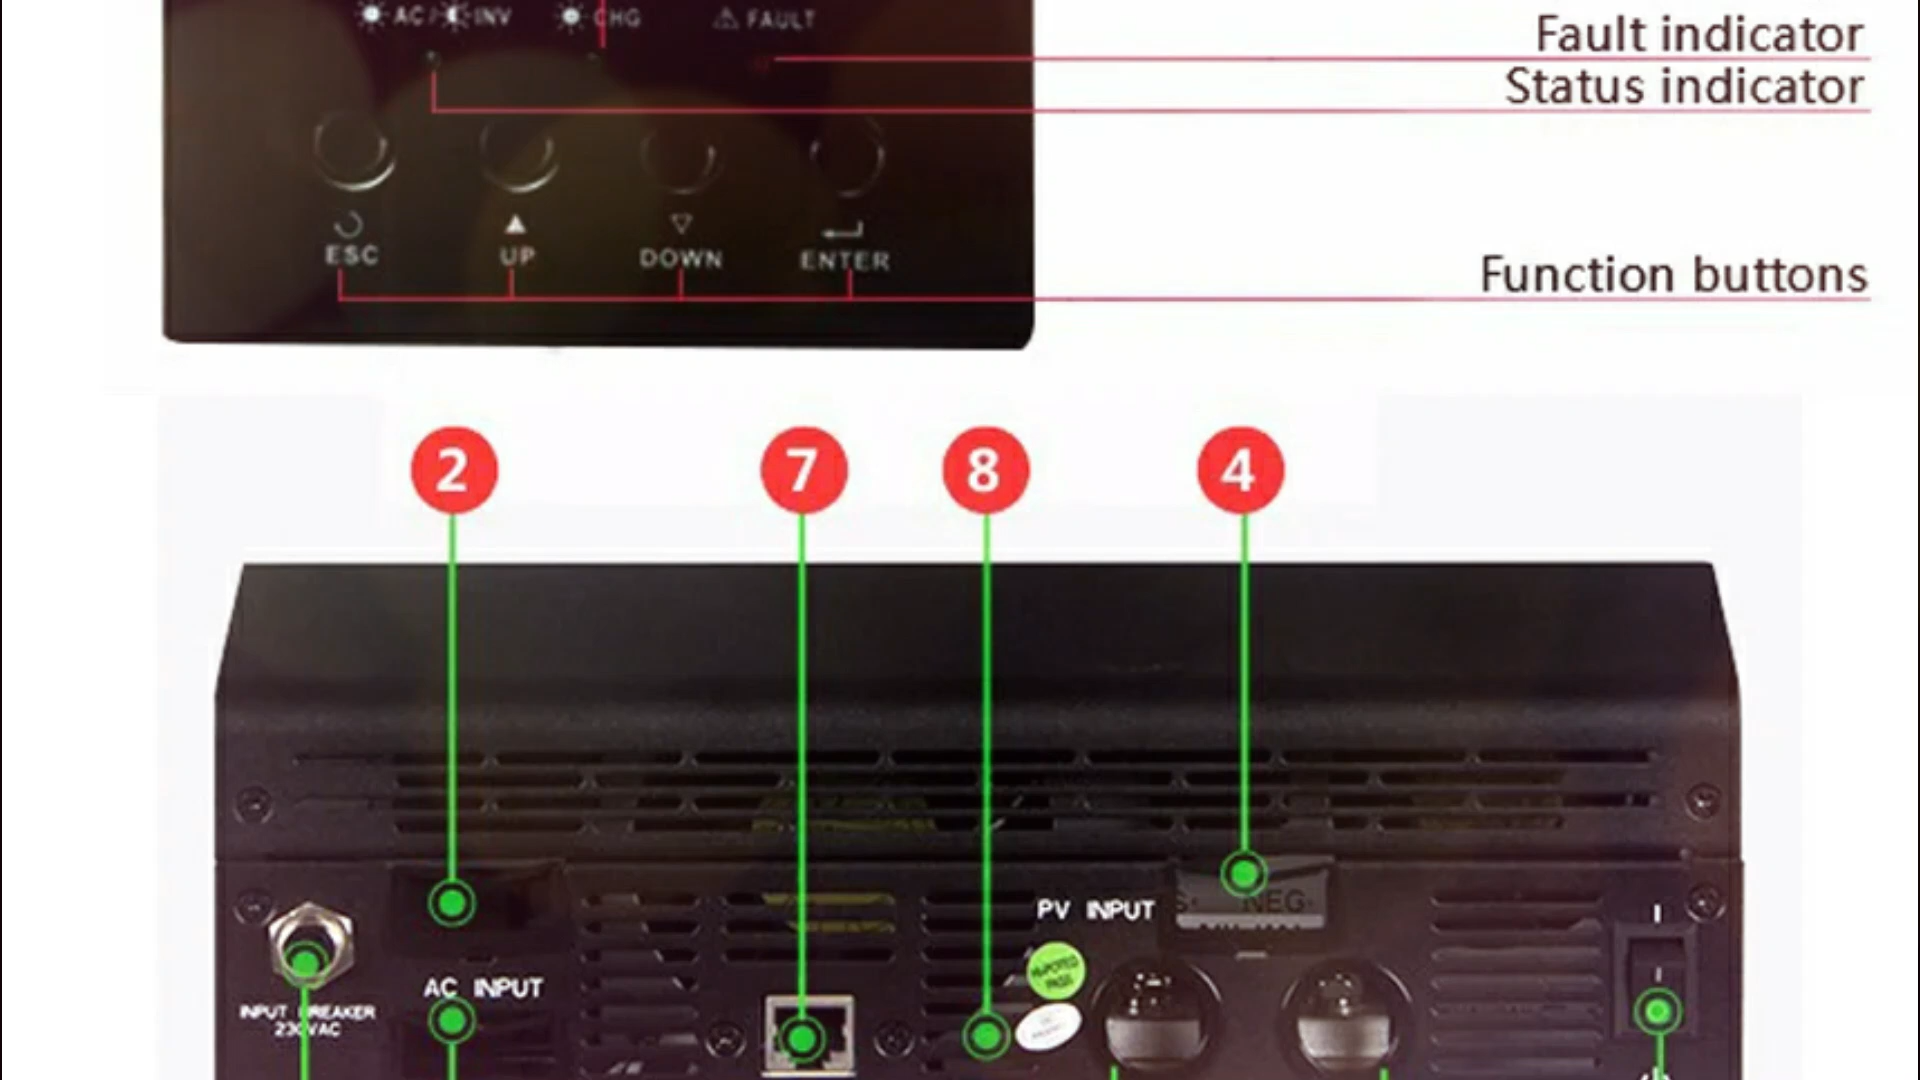 AC / INV CHG FAULT
Fault indicator
Status indicator
ESC UP DOWN ENTER
Function buttons
2 7 8 4
PV INPUT
NEG
AC INPUT
INPUT BREAKER
230VAC